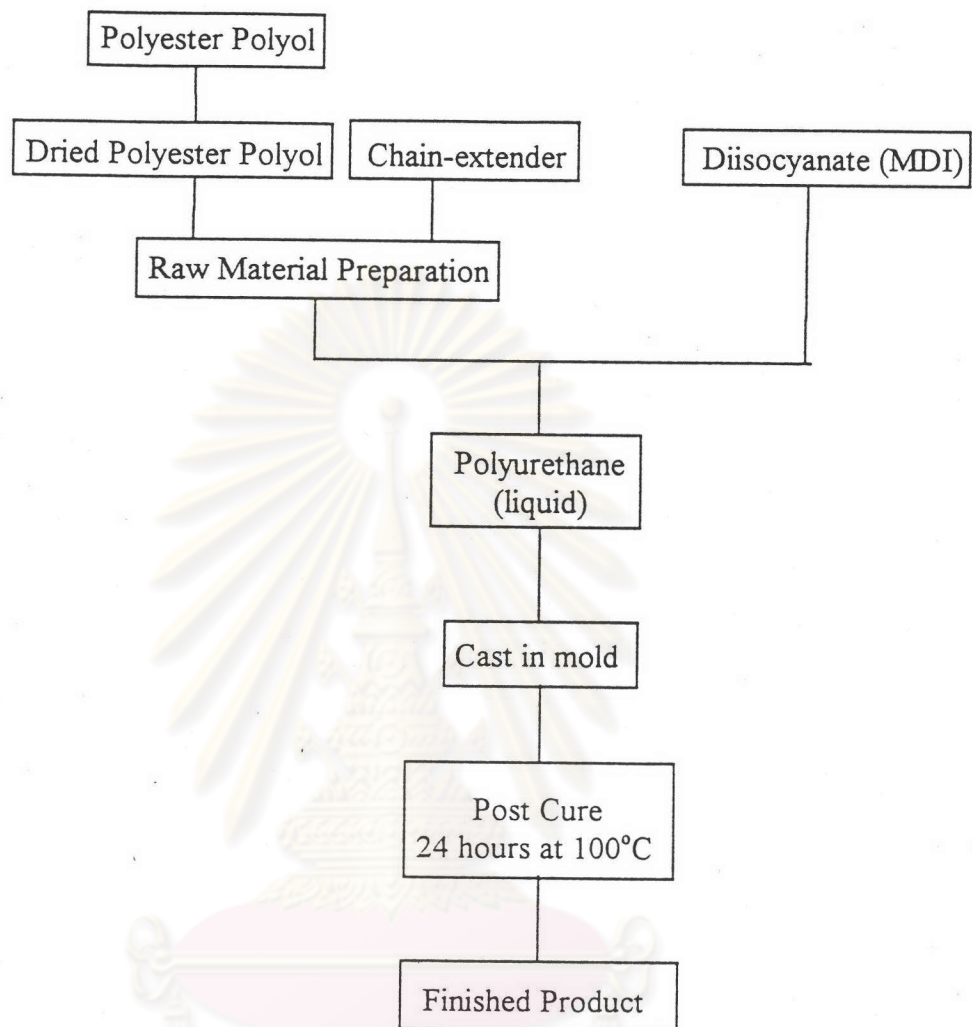 Polyester Polyol
Dried Polyester Polyol
Chain-extender
Diisocyanate (MDI)
Raw Material Preparation
Polyurethane
(liquid)
Cast in mold
Post Cure
24 hours at 100°C
Finished Product